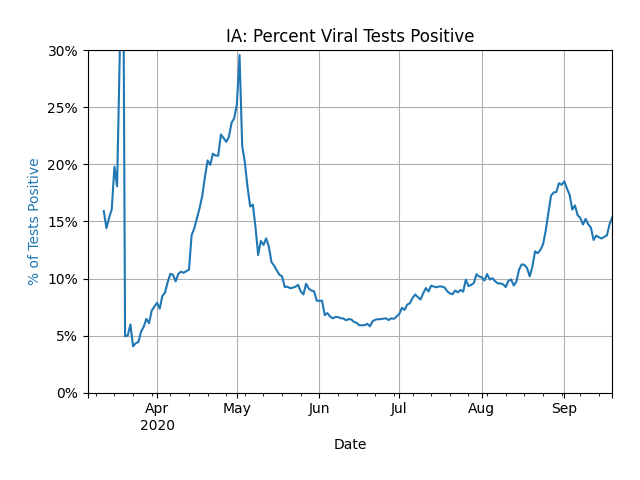 IA: Percent Viral Tests Positive
% of Tests Positive
30%
25%
20%
15%
10%
5%
0%
Apr
2020
May
Jun
Jul
Aug
Sep
Date